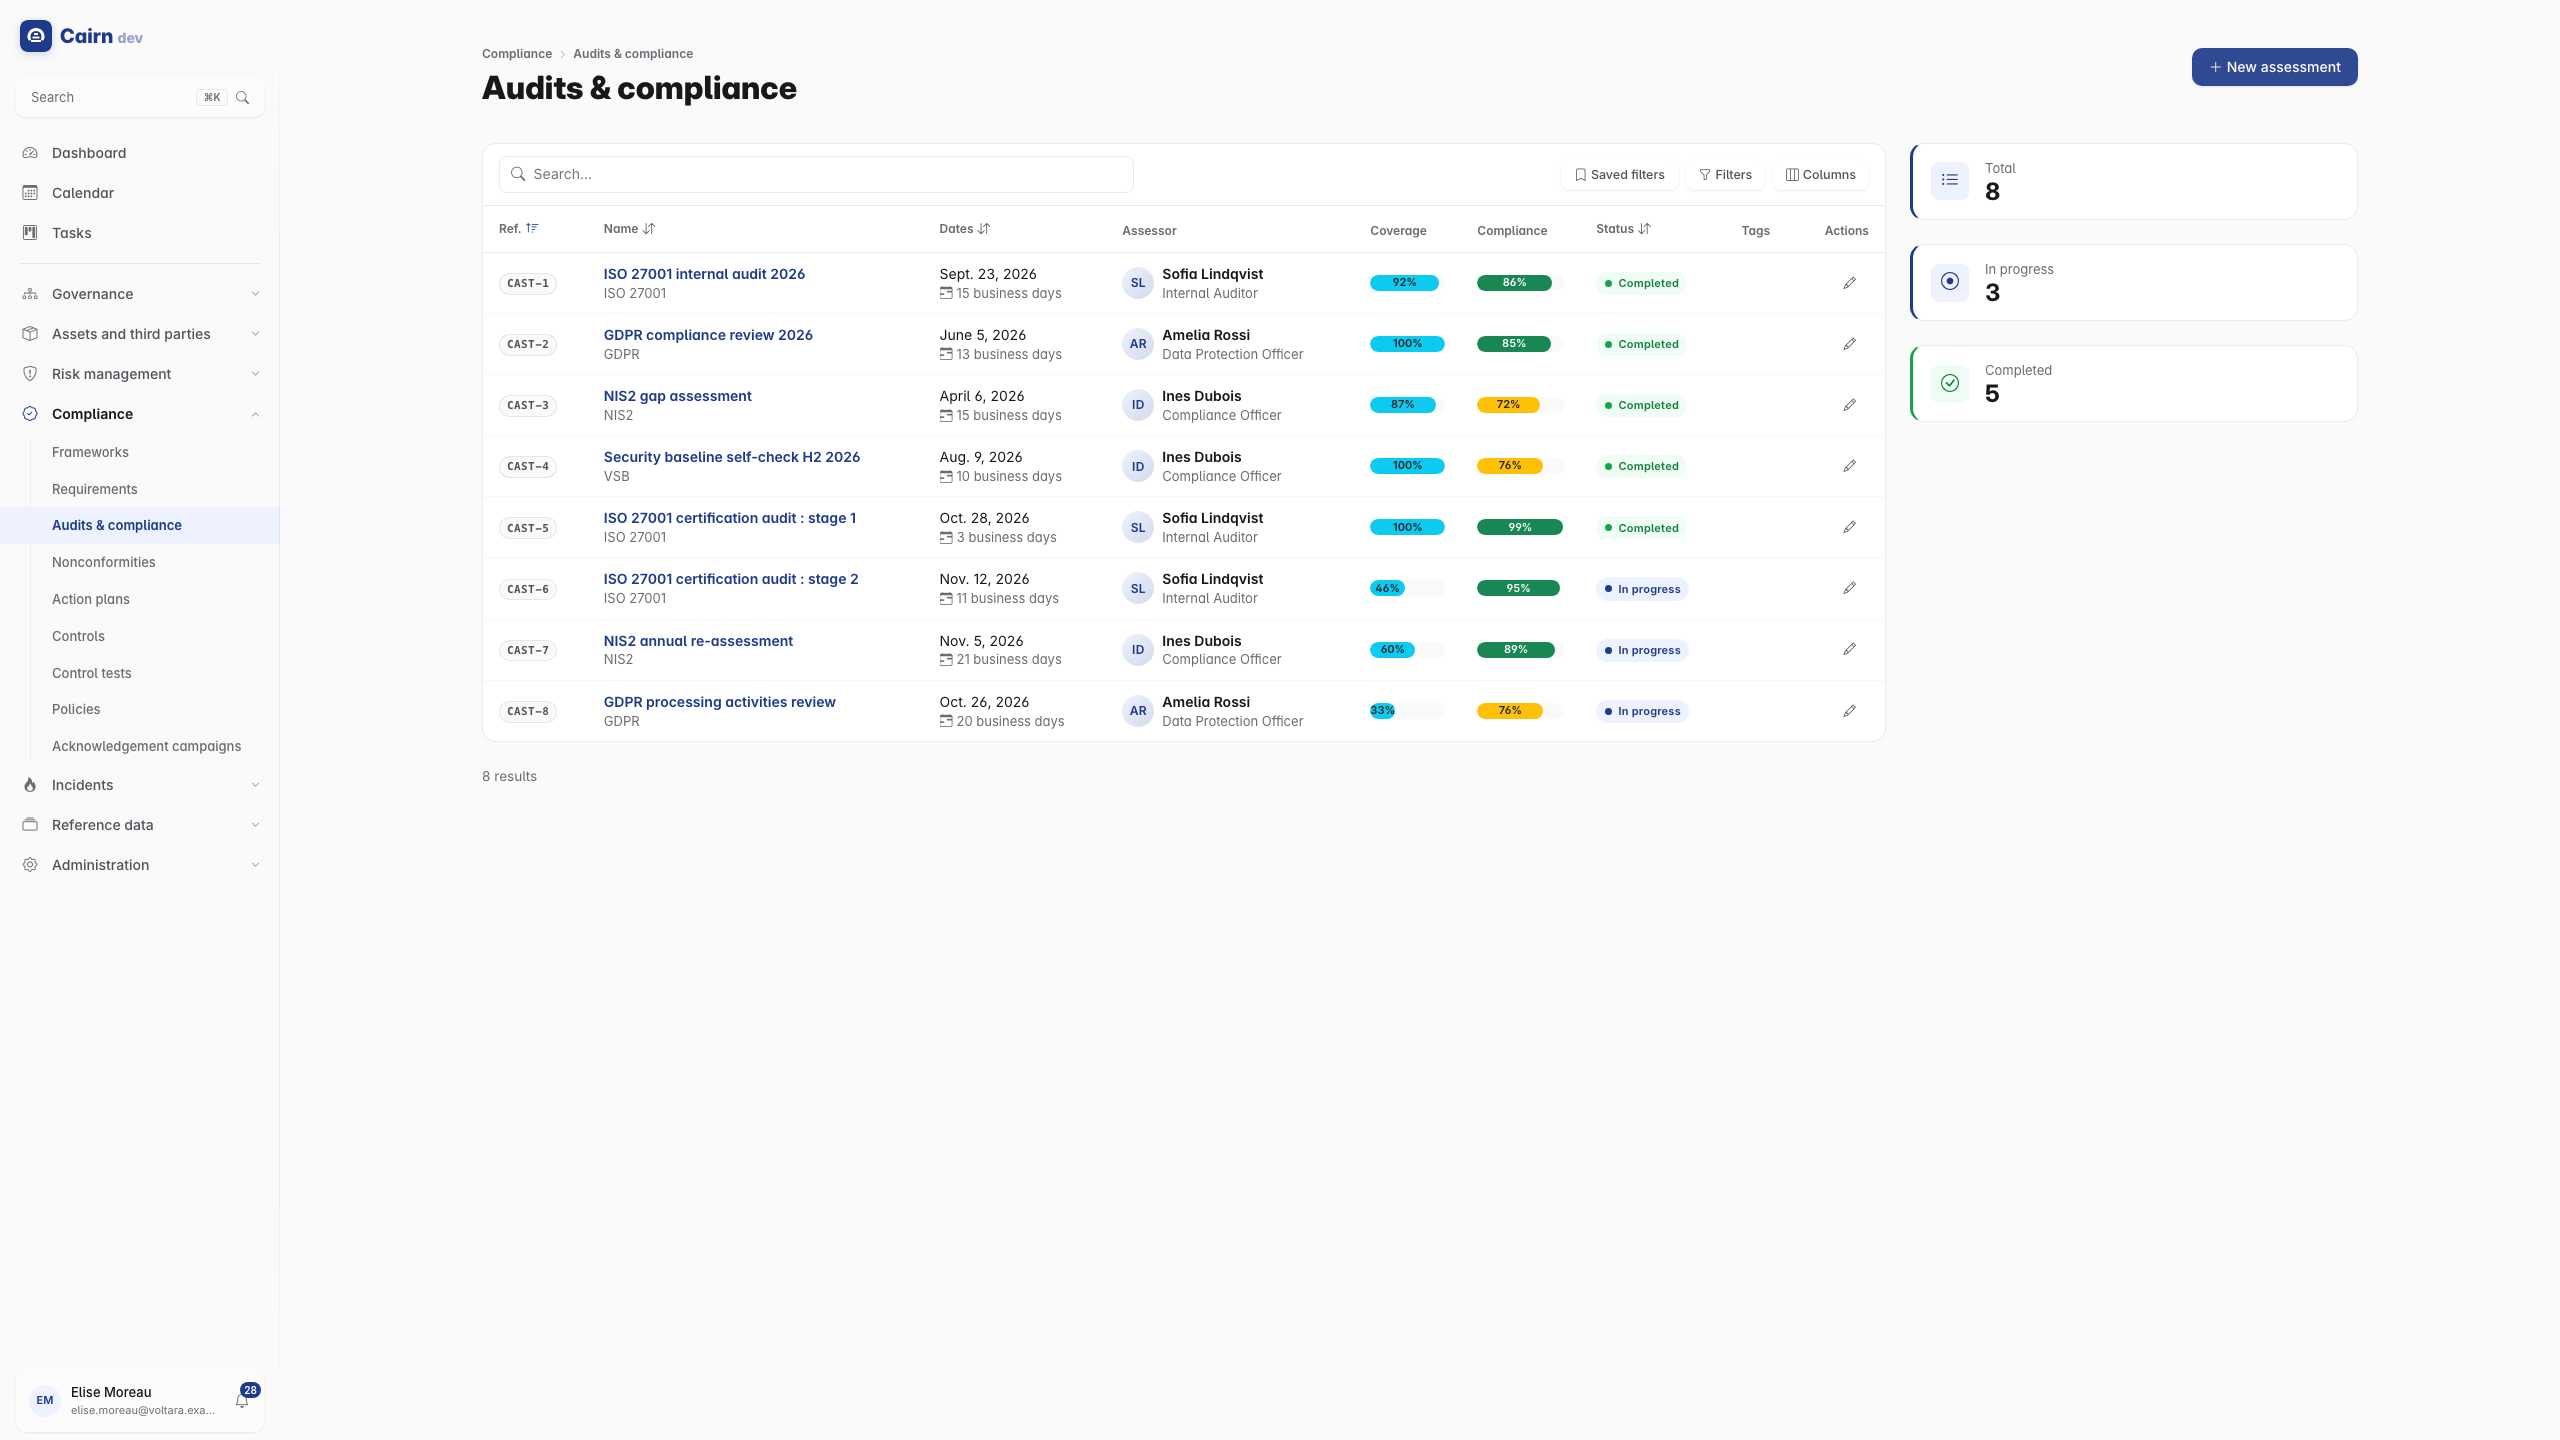 Cairn dev
Search ⌘K
Dashboard
Calendar
Tasks
Governance
Assets and third parties
Risk management
Compliance
Frameworks
Requirements
Audits & compliance
Nonconformities
Action plans
Controls
Control tests
Policies
Acknowledgement campaigns
Incidents
Reference data
Administration
EM
Elise Moreau
elise.moreau@voltara.exa...
28
Compliance > Audits & compliance
Audits & compliance
+ New assessment
Search...
Saved filters Filters Columns
Ref. Name Dates Assessor Coverage Compliance Status Tags Actions
CAST-1 ISO 27001 internal audit 2026 Sept. 23, 2026 SL Sofia Lindqvist 92% 86% Completed
ISO 27001 15 business days Internal Auditor
CAST-2 GDPR compliance review 2026 June 5, 2026 AR Amelia Rossi 100% 85% Completed
GDPR 13 business days Data Protection Officer
CAST-3 NIS2 gap assessment April 6, 2026 ID Ines Dubois 87% 72% Completed
NIS2 15 business days Compliance Officer
CAST-4 Security baseline self-check H2 2026 Aug. 9, 2026 ID Ines Dubois 100% 76% Completed
VSB 10 business days Compliance Officer
CAST-5 ISO 27001 certification audit : stage 1 Oct. 28, 2026 SL Sofia Lindqvist 100% 99% Completed
ISO 27001 3 business days Internal Auditor
CAST-6 ISO 27001 certification audit : stage 2 Nov. 12, 2026 SL Sofia Lindqvist 46% 95% In progress
ISO 27001 11 business days Internal Auditor
CAST-7 NIS2 annual re-assessment Nov. 5, 2026 ID Ines Dubois 60% 89% In progress
NIS2 21 business days Compliance Officer
CAST-8 GDPR processing activities review Oct. 26, 2026 AR Amelia Rossi 33% 76% In progress
GDPR 20 business days Data Protection Officer
8 results
Total
8
In progress
3
Completed
5